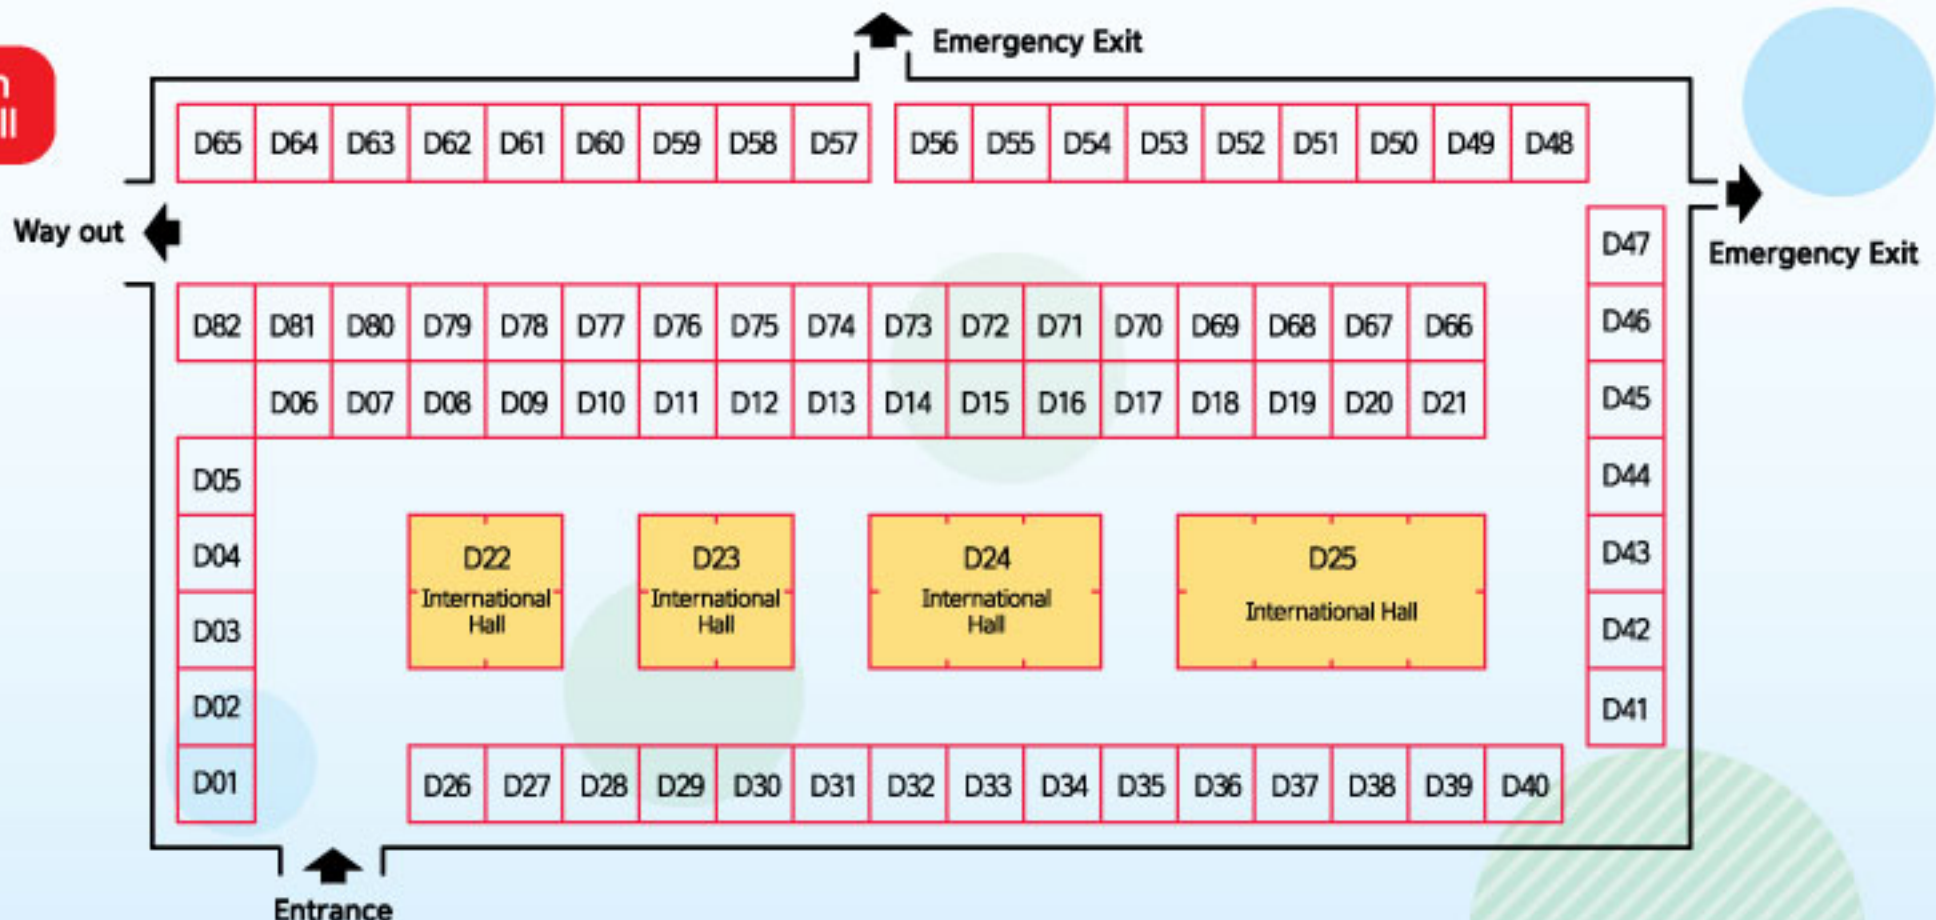 Emergency Exit
D65 D64 D63 D62 D61 D60 D59 D58 D57 D56 D55 D54 D53 D52 D51 D50 D49 D48
Way out
D47
Emergency Exit
D82 D81 D80 D79 D78 D77 D76 D75 D74 D73 D72 D71 D70 D69 D68 D67 D66
D46
D06 D07 D08 D09 D10 D11 D12 D13 D14 D15 D16 D17 D18 D19 D20 D21
D45
D05
D44
D04
D22
International
Hall
D23
International
Hall
D24
International
Hall
D25
International Hall
D43
D03
D42
D02
D41
D01
D26 D27 D28 D29 D30 D31 D32 D33 D34 D35 D36 D37 D38 D39 D40
Entrance